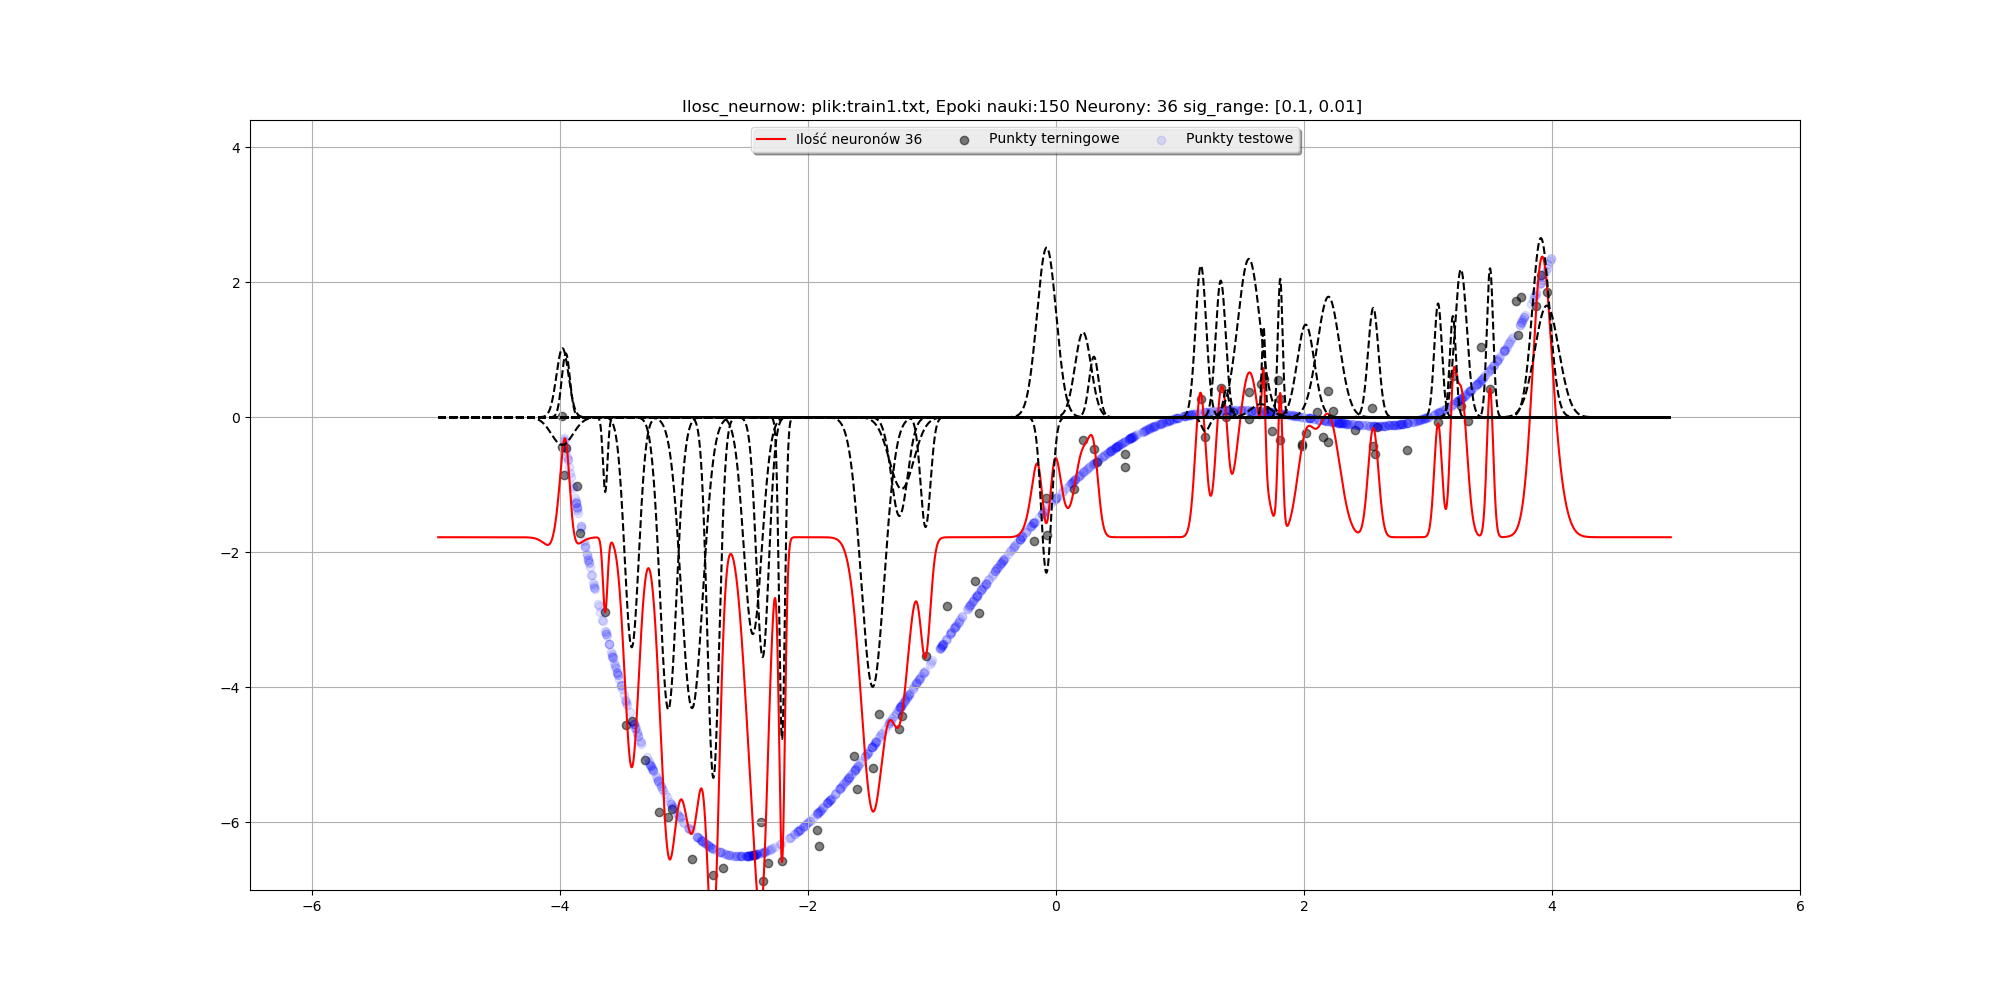 Ilosc_neurnow: plik:train1.txt, Epoki nauki:150 Neurony: 36 sig_range: [0.1, 0.01]
Ilość neuronów 36 Punkty terningowe Punkty testowe
4
2
0
−2
−4
−6
−6 −4 −2 0 2 4 6